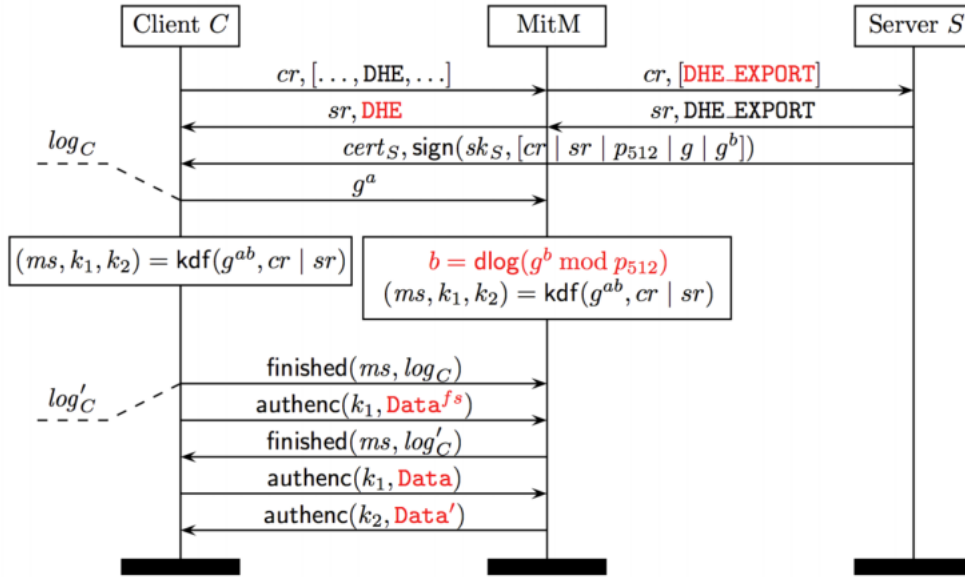 Client C MitM Server S
cr, [..., DHE, ...] cr, [DHE_EXPORT]
sr, DHE sr, DHE_EXPORT
log_C
cert_S, sign(sk_S, [cr | sr | p_512 | g | g^b])
g^a
(ms, k_1, k_2) = kdf(g^{ab}, cr | sr)
b = dlog(g^b mod p_512)
(ms, k_1, k_2) = kdf(g^{ab}, cr | sr)
finished(ms, log_C)
log'_C
authenc(k_1, Data^{fs})
finished(ms, log'_C)
authenc(k_1, Data)
authenc(k_2, Data')